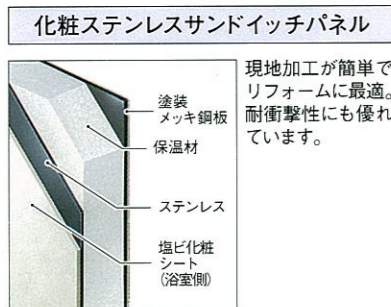 化粧ステンレスサンドイッチパネル
塗装
メッキ鋼板
保温材
ステンレス
塩ビ化粧
シート
(浴室側)
現地加工が簡単で
リフォームに最適。
耐衝撃性にも優れ
ています。